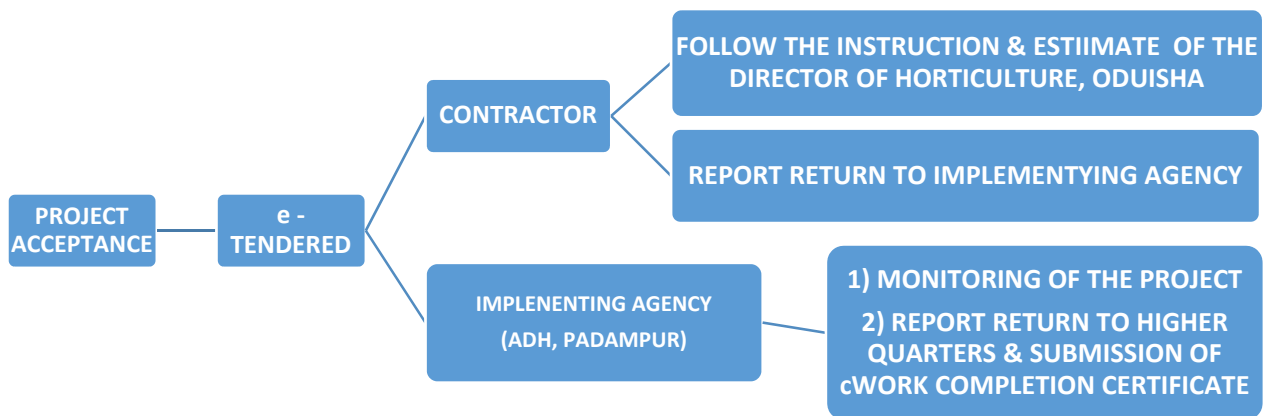 PROJECT
ACCEPTANCE
e -
TENDERED
CONTRACTOR
FOLLOW THE INSTRUCTION & ESTIIMATE OF THE
DIRECTOR OF HORTICULTURE, ODUISHA
REPORT RETURN TO IMPLEMENTYING AGENCY
IMPLENENTING AGENCY
(ADH, PADAMPUR)
1) MONITORING OF THE PROJECT
2) REPORT RETURN TO HIGHER
QUARTERS & SUBMISSION OF
cWORK COMPLETION CERTIFICATE